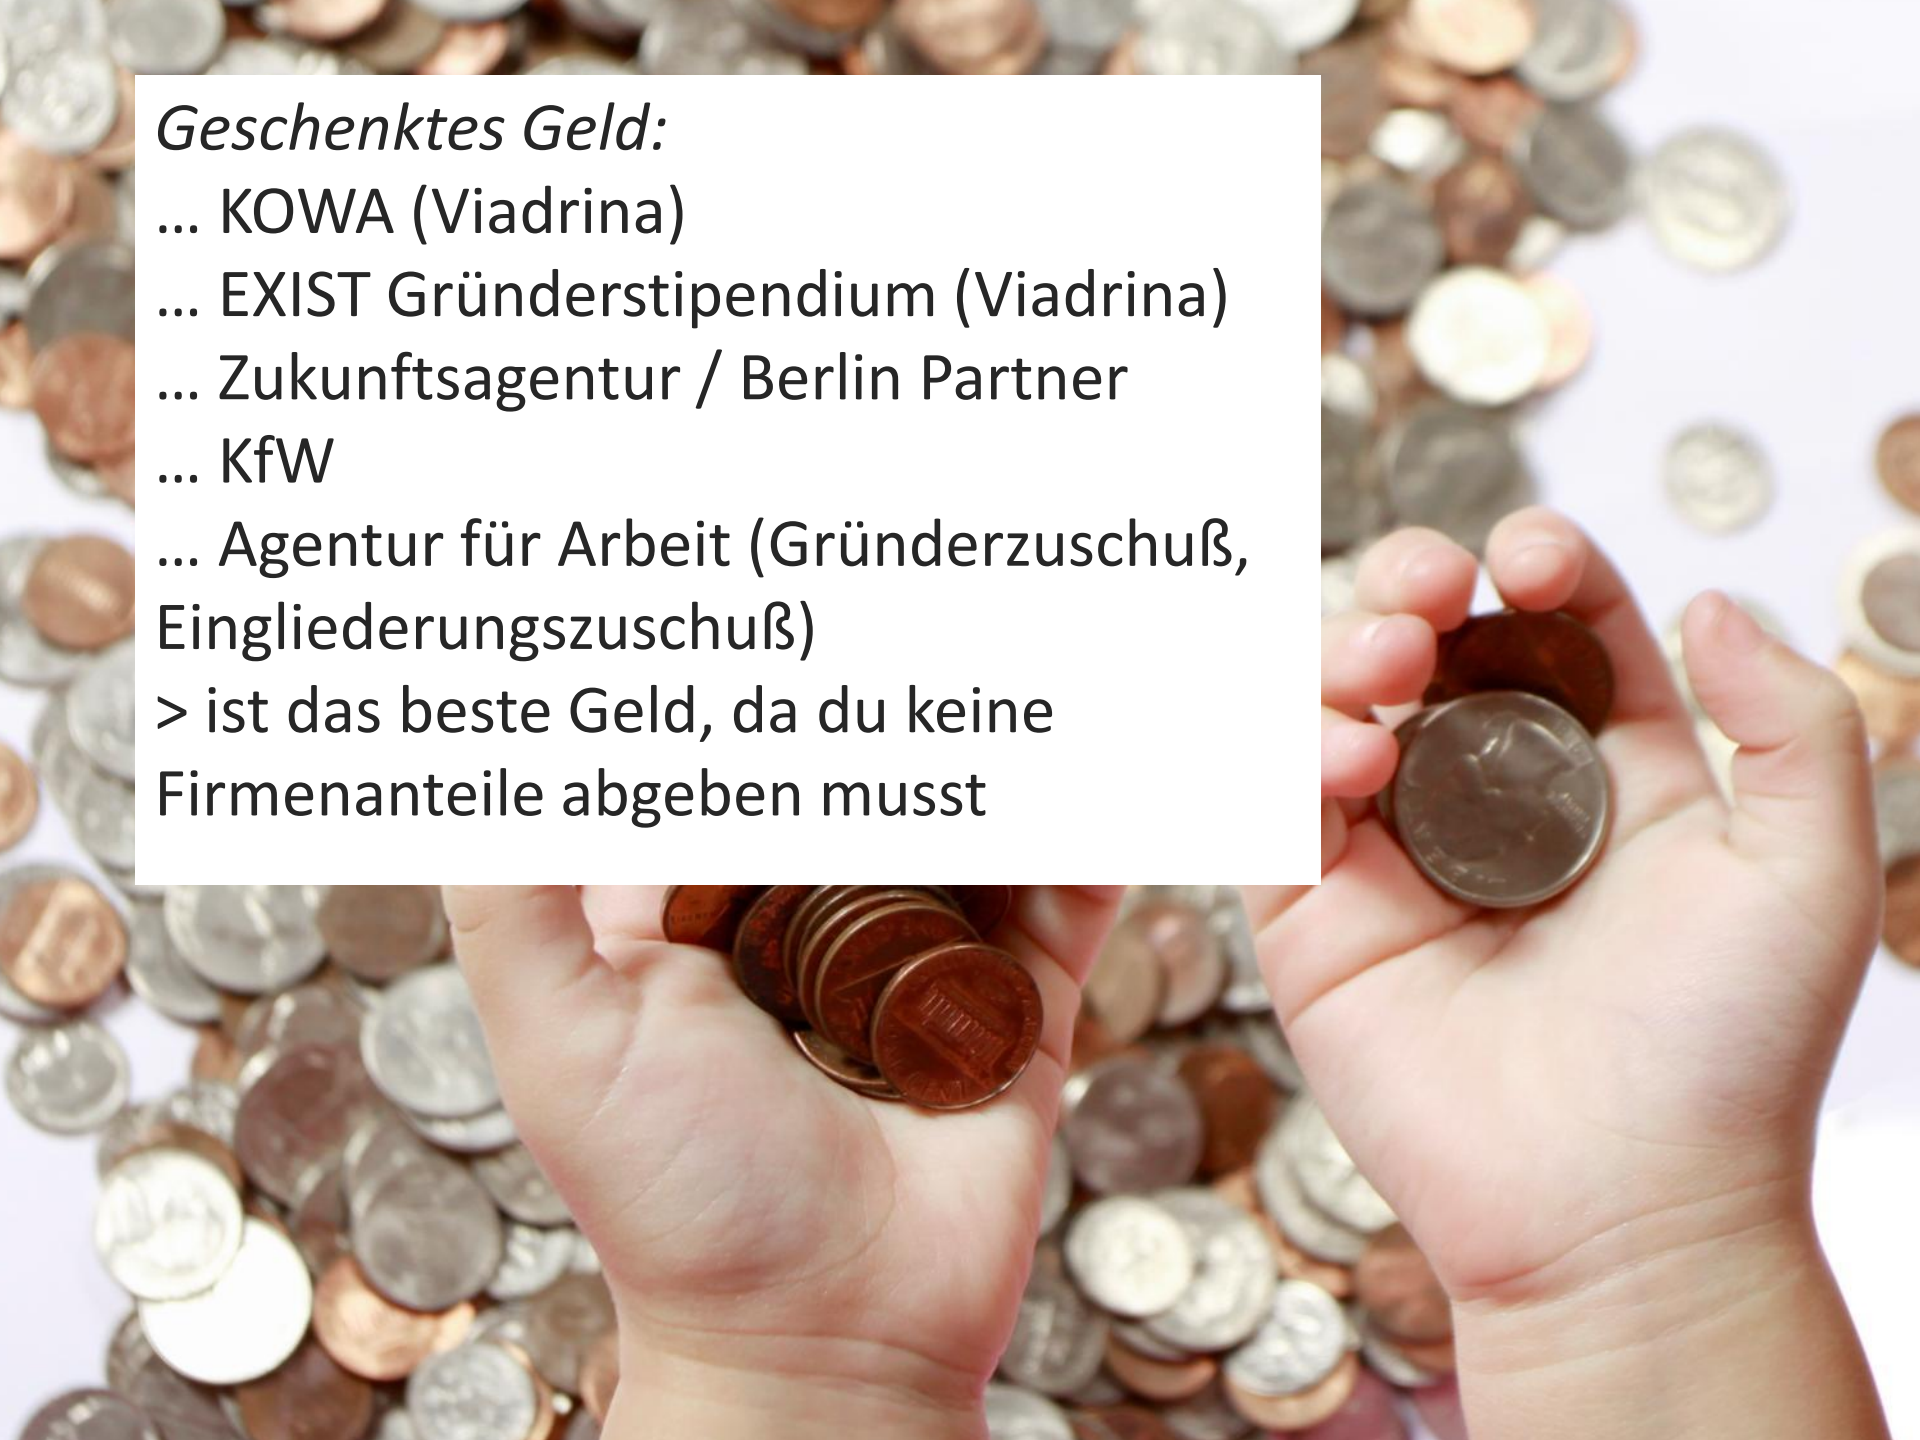 Geschenktes Geld:
… KOWA (Viadrina)
… EXIST Gründerstipendium (Viadrina)
… Zukunftsagentur / Berlin Partner
… KfW
… Agentur für Arbeit (Gründerzuschuß,
Eingliederungszuschuß)
> ist das beste Geld, da du keine
Firmenanteile abgeben musst